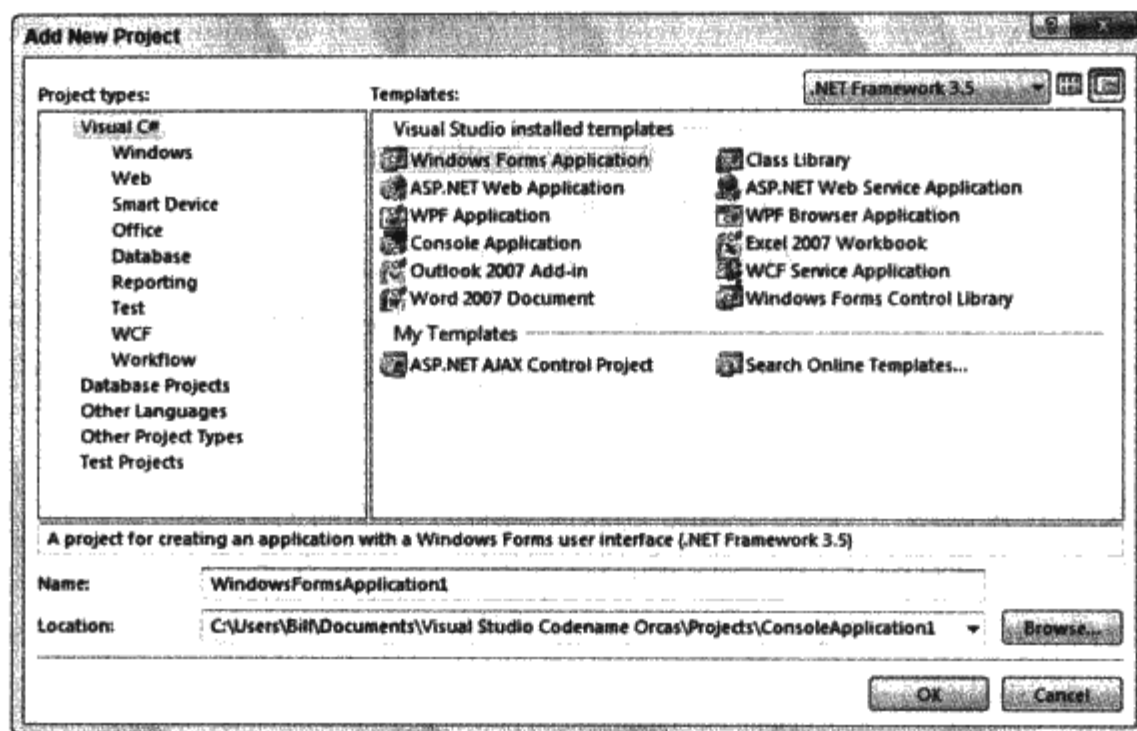 Add New Project
Project types:
Templates:
.NET Framework 3.5
Visual C#
Windows
Web
Smart Device
Office
Database
Reporting
Test
WCF
Workflow
Database Projects
Other Languages
Other Project Types
Test Projects
Visual Studio installed templates
Windows Forms Application
Class Library
ASP.NET Web Application
ASP.NET Web Service Application
WPF Application
WPF Browser Application
Console Application
Excel 2007 Workbook
Outlook 2007 Add-in
WCF Service Application
Word 2007 Document
Windows Forms Control Library
My Templates
ASP.NET AJAX Control Project
Search Online Templates...
A project for creating an application with a Windows Forms user interface (.NET Framework 3.5)
Name:
WindowsFormsApplication1
Location:
C:\Users\Bill\Documents\Visual Studio Codename Orcas\Projects\ConsoleApplication1
Browse...
OK
Cancel